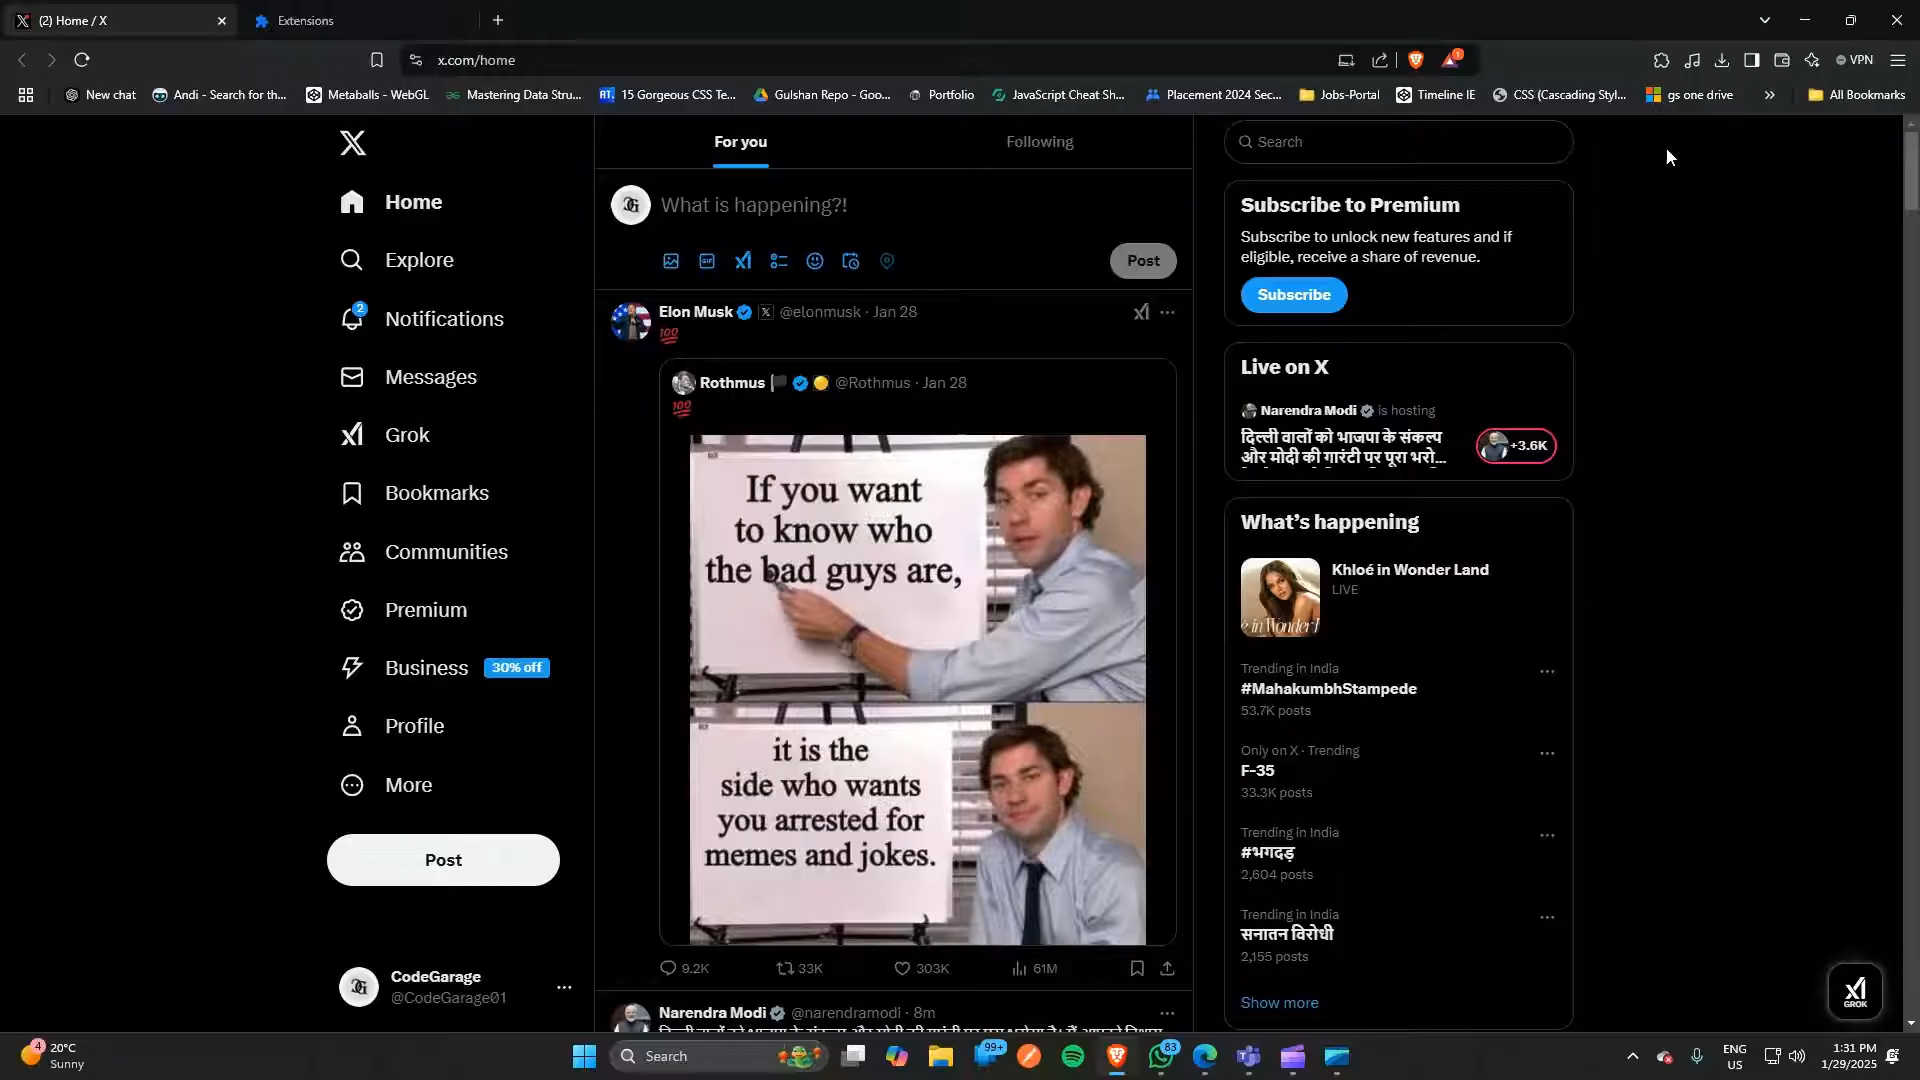 (2) Home / X
Extensions
x.com/home
1
VPN
New chat
Andi - Search for th...
Metaballs - WebGL
Mastering Data Stru...
15 Gorgeous CSS Te...
Gulshan Repo - Goo...
Portfolio
JavaScript Cheat Sh...
Placement 2024 Sec...
Jobs-Portal
Timeline IE
CSS (Cascading Styl...
gs one drive
All Bookmarks
Home
Explore
2
Notifications
Messages
Grok
Bookmarks
Communities
Premium
Business 30% off
Profile
More
Post
CodeGarage
@CodeGarage01
For you
Following
What is happening?!
GIF
Post
Elon Musk @elonmusk · Jan 28
💯
Rothmus 🏴 @Rothmus · Jan 28
💯
If you want
to know who
the bad guys are,
it is the
side who wants
you arrested for
memes and jokes.
9.2K
33K
303K
61M
Narendra Modi @narendramodi · 8m
Search
Subscribe to Premium
Subscribe to unlock new features and if
eligible, receive a share of revenue.
Subscribe
Live on X
Narendra Modi is hosting
दिल्ली वालों को भाजपा के संकल्प
और मोदी की गारंटी पर पूरा भरो...
+3.6K
What's happening
Khloé in Wonder Land
LIVE
Trending in India
#MahakumbhStampede
53.7K posts
Only on X · Trending
F-35
33.3K posts
Trending in India
#भगदड़
2,604 posts
Trending in India
सनातन विरोधी
2,155 posts
Show more
GROK
4
20°C
Sunny
Search
99+
83
ENG
US
1:31 PM
1/29/2025